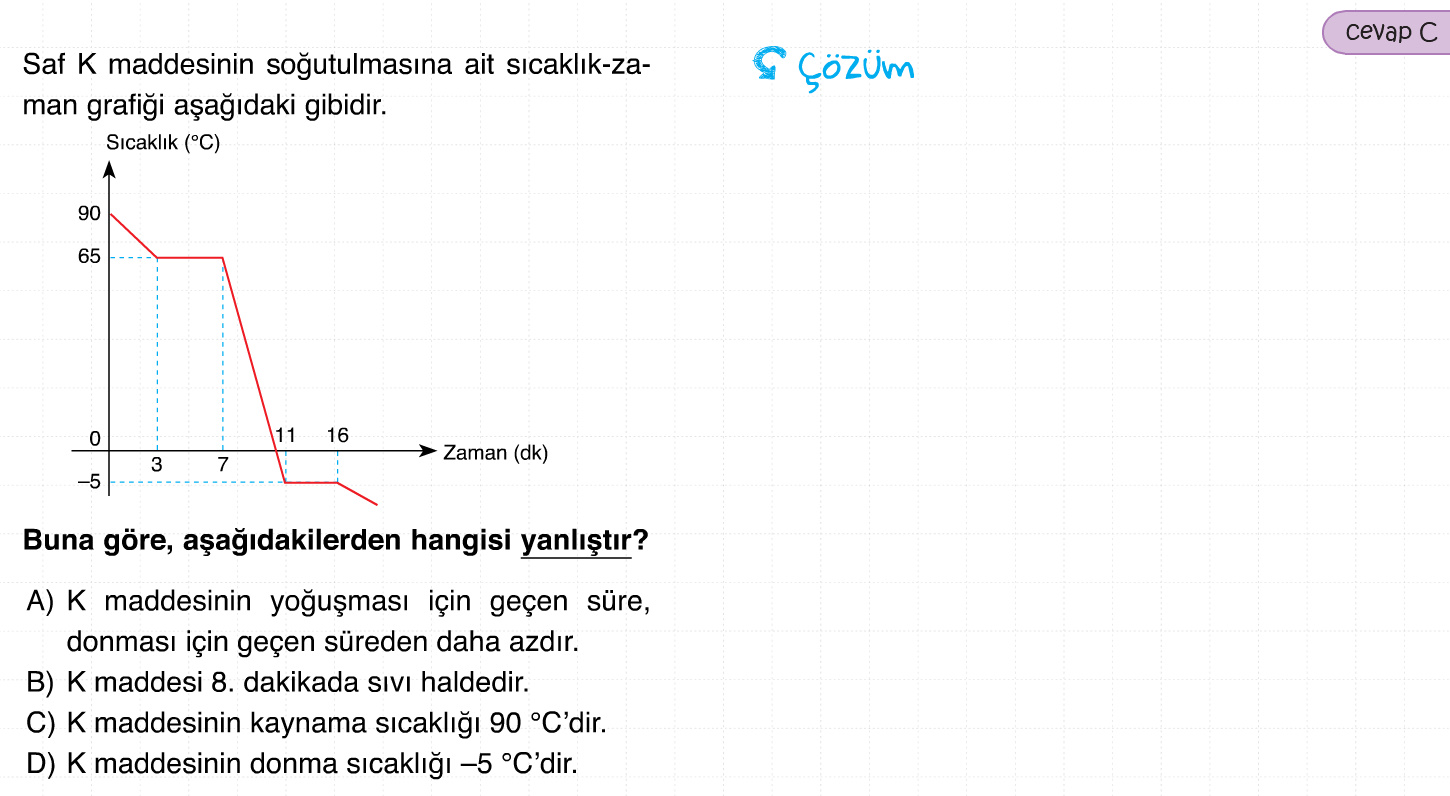 cevap C
Saf K maddesinin soğutulmasına ait sıcaklık-za-
man grafiği aşağıdaki gibidir.
Çözüm
Sıcaklık (°C)
90
65
0
11 16
3 7
Zaman (dk)
–5
Buna göre, aşağıdakilerden hangisi yanlıştır?
A) K maddesinin yoğuşması için geçen süre,
donması için geçen süreden daha azdır.
B) K maddesi 8. dakikada sıvı haldedir.
C) K maddesinin kaynama sıcaklığı 90 °C’dir.
D) K maddesinin donma sıcaklığı –5 °C’dir.